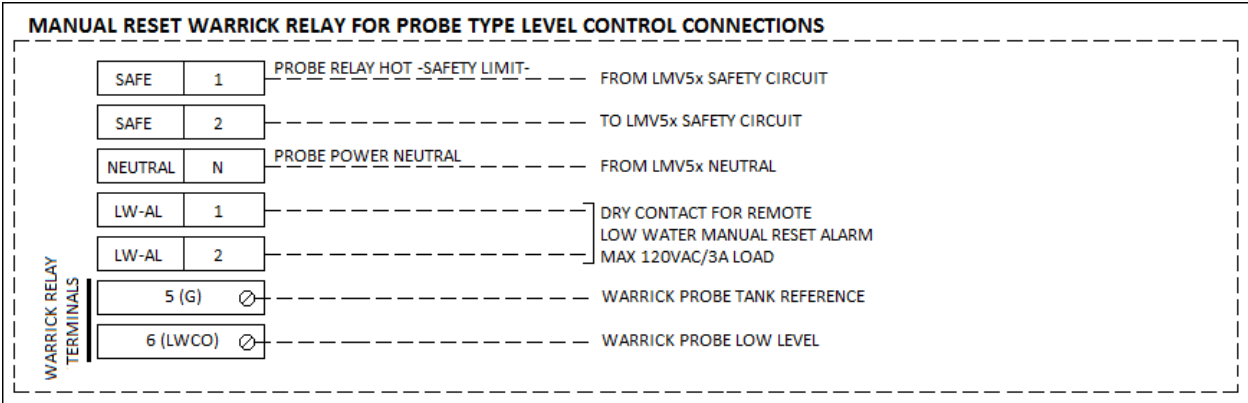 MANUAL RESET WARRICK RELAY FOR PROBE TYPE LEVEL CONTROL CONNECTIONS
SAFE 1 PROBE RELAY HOT -SAFETY LIMIT- FROM LMV5x SAFETY CIRCUIT
SAFE 2 TO LMV5x SAFETY CIRCUIT
NEUTRAL N PROBE POWER NEUTRAL FROM LMV5x NEUTRAL
LW-AL 1
LW-AL 2
DRY CONTACT FOR REMOTE
LOW WATER MANUAL RESET ALARM
MAX 120VAC/3A LOAD
WARRICK RELAY
TERMINALS
5 (G) WARRICK PROBE TANK REFERENCE
6 (LWCO) WARRICK PROBE LOW LEVEL